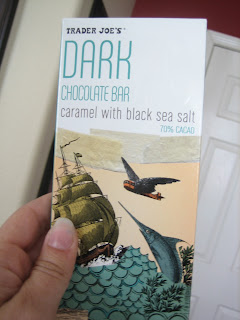 TRADER JOE'S
DARK
CHOCOLATE BAR
caramel with black sea salt
70% CACAO